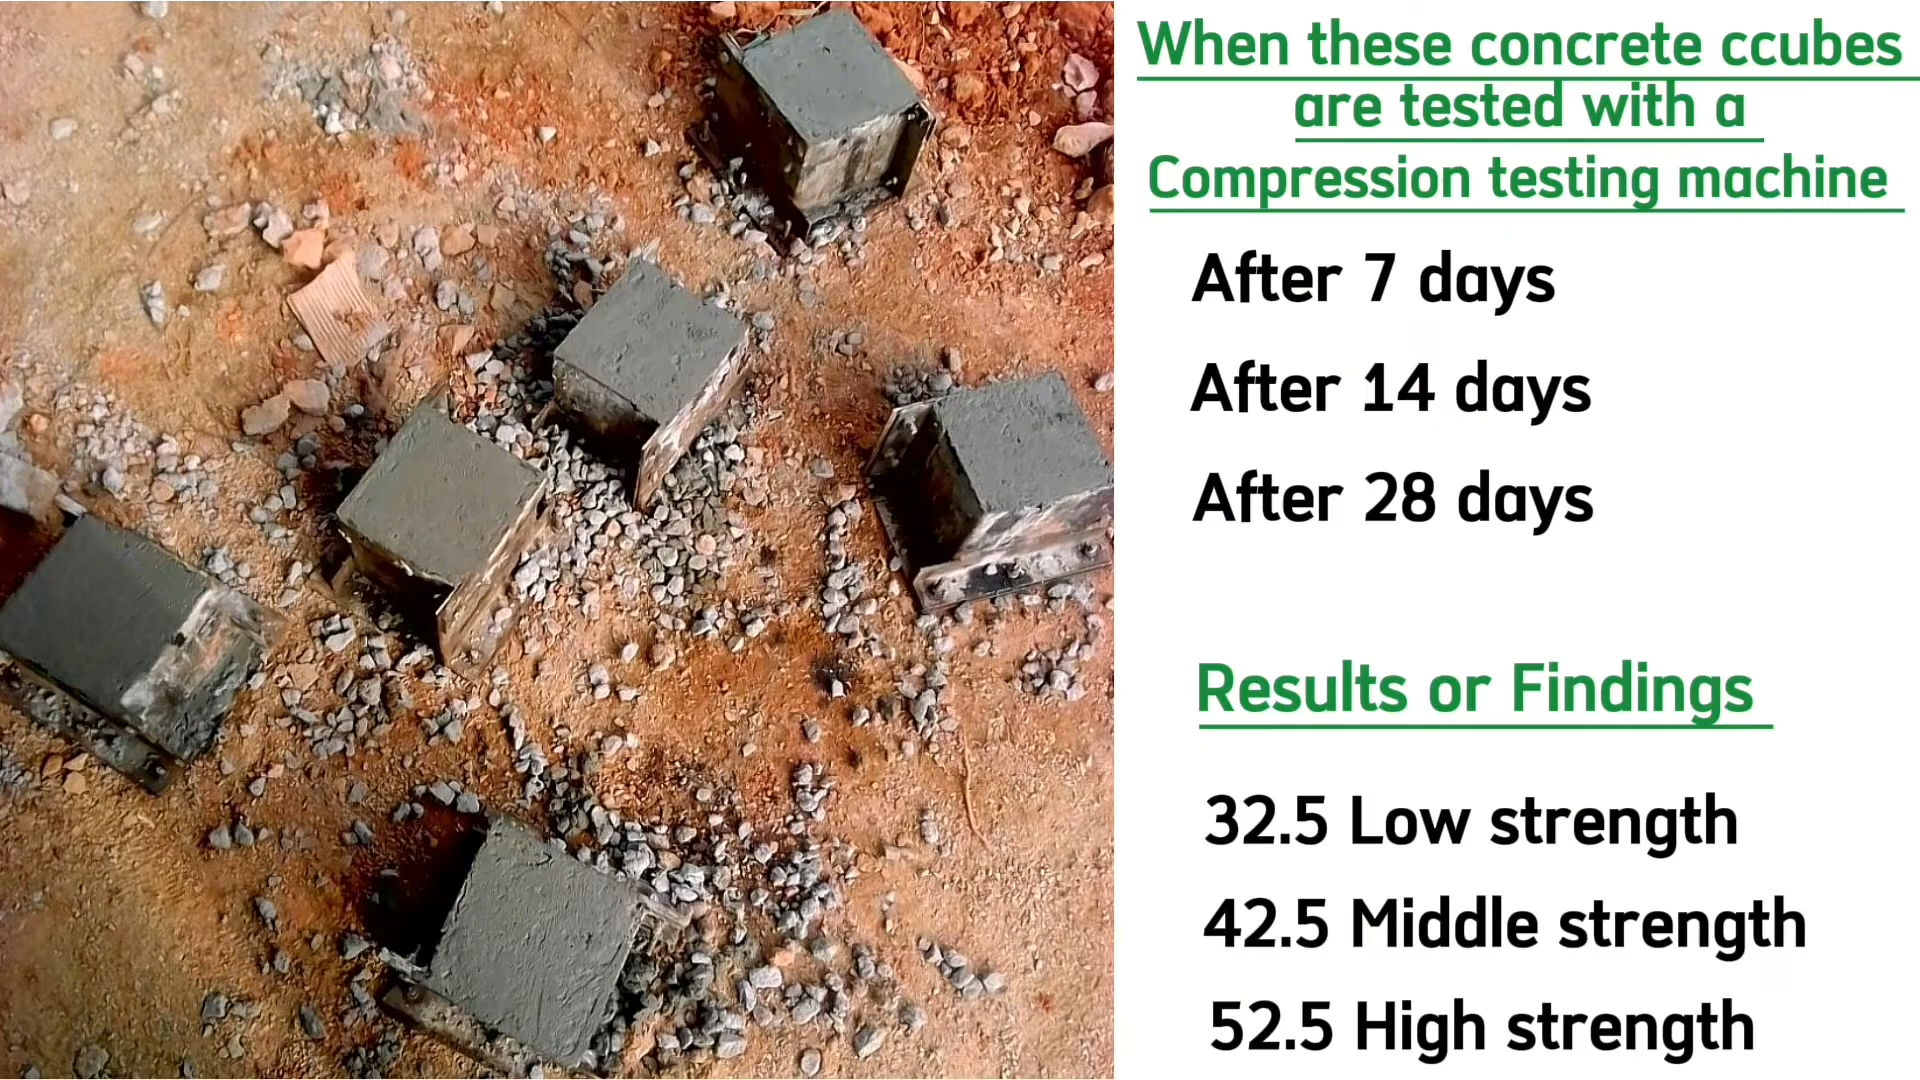 When these concrete ccubes
are tested with a
Compression testing machine
After 7 days
After 14 days
After 28 days
Results or Findings
32.5 Low strength
42.5 Middle strength
52.5 High strength